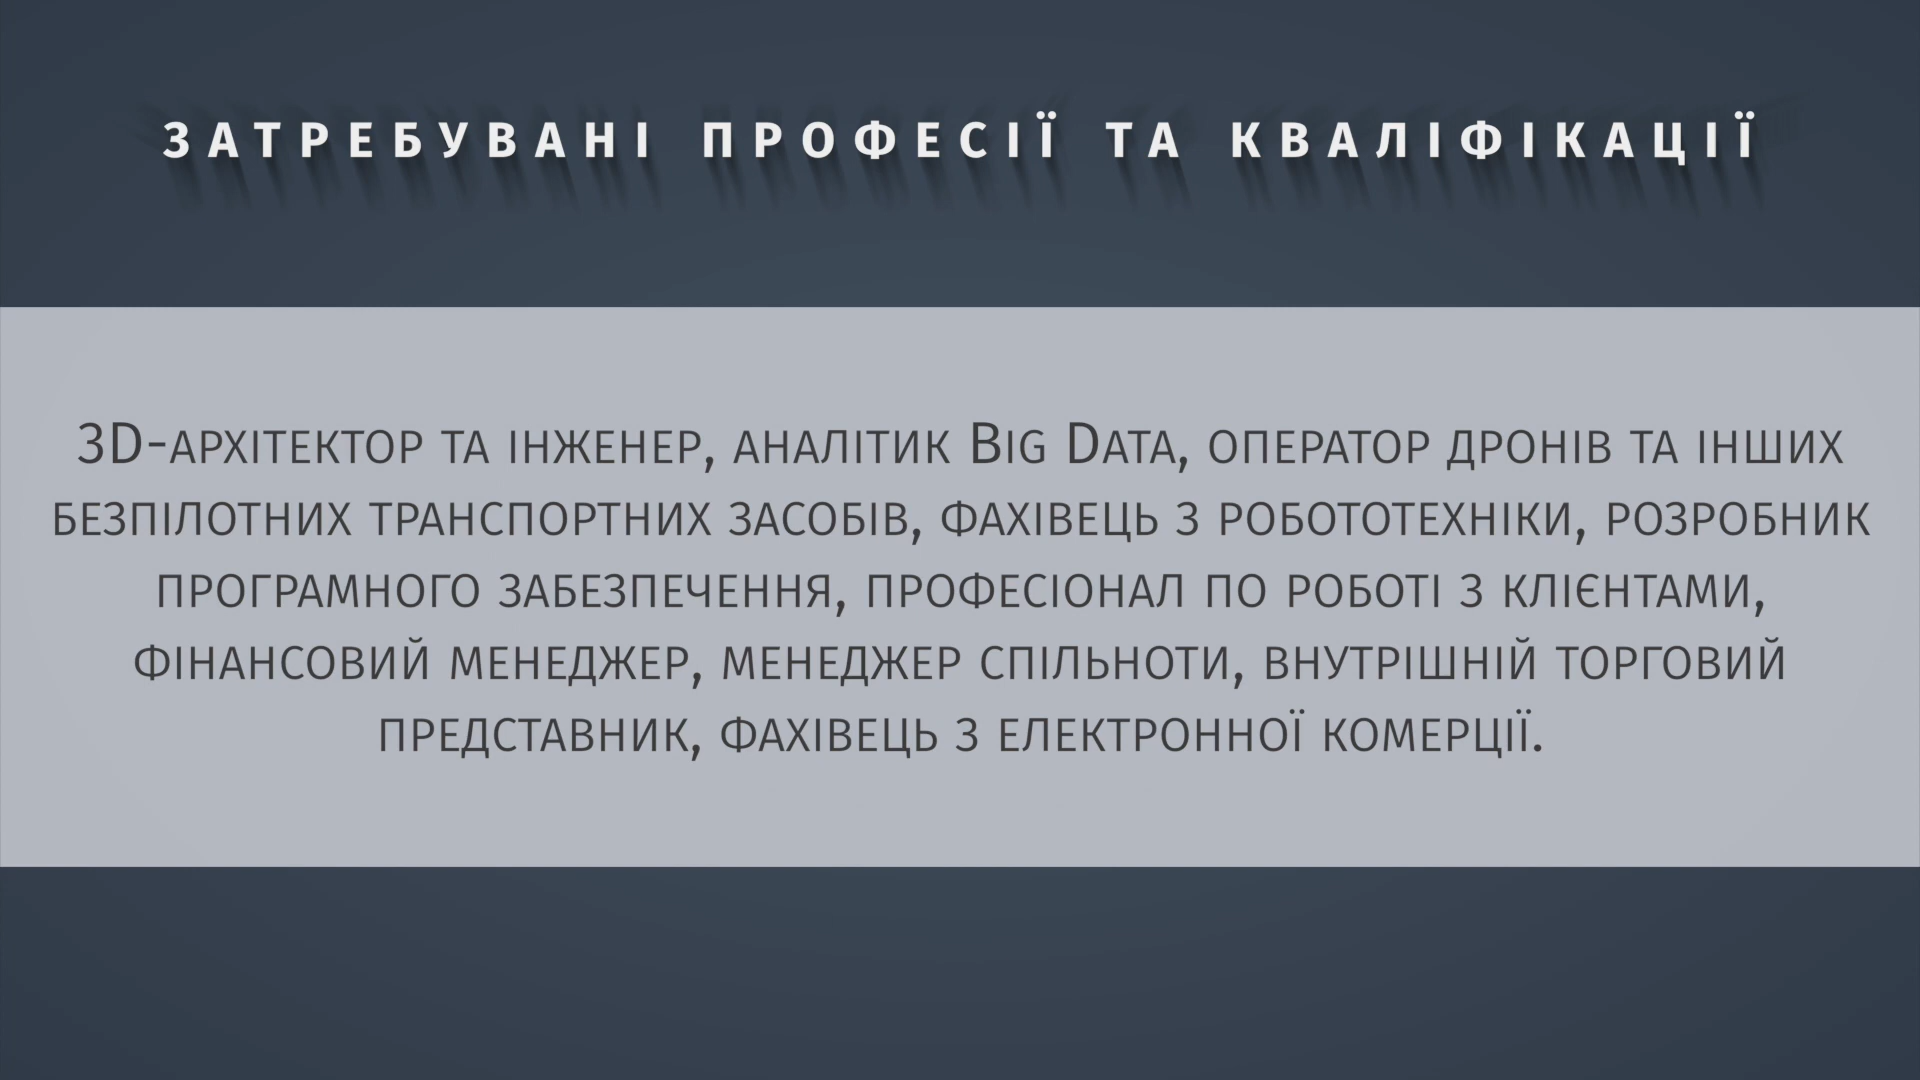 ЗАТРЕБУВАНІ ПРОФЕСІЇ ТА КВАЛІФІКАЦІЇ
3D-архітектор та інженер, аналітик Big Data, оператор дронів та інших
безпілотних транспортних засобів, фахівець з робототехніки, розробник
програмного забезпечення, професіонал по роботі з клієнтами,
фінансовий менеджер, менеджер спільноти, внутрішній торговий
представник, фахівець з електронної комерції.